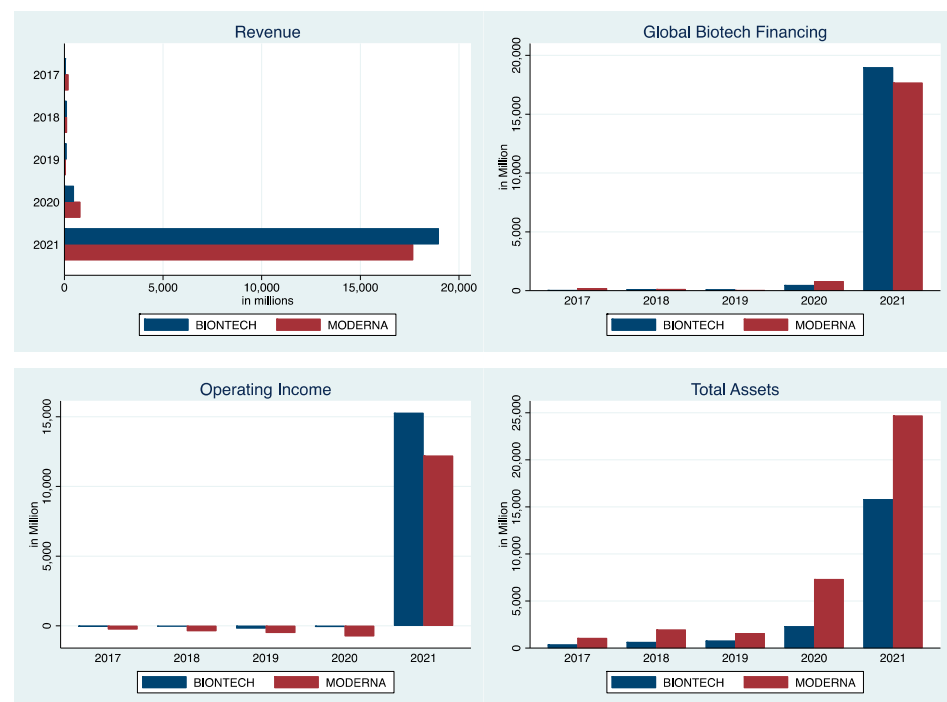 Revenue
2017
2018
2019
2020
2021
0 5,000 10,000 15,000 20,000
in millions
BIONTECH MODERNA
Global Biotech Financing
in Million
20,000
15,000
10,000
5,000
0
2017 2018 2019 2020 2021
BIONTECH MODERNA
Operating Income
in Million
15,000
10,000
5,000
0
2017 2018 2019 2020 2021
BIONTECH MODERNA
Total Assets
in Million
25,000
20,000
15,000
10,000
5,000
0
2017 2018 2019 2020 2021
BIONTECH MODERNA